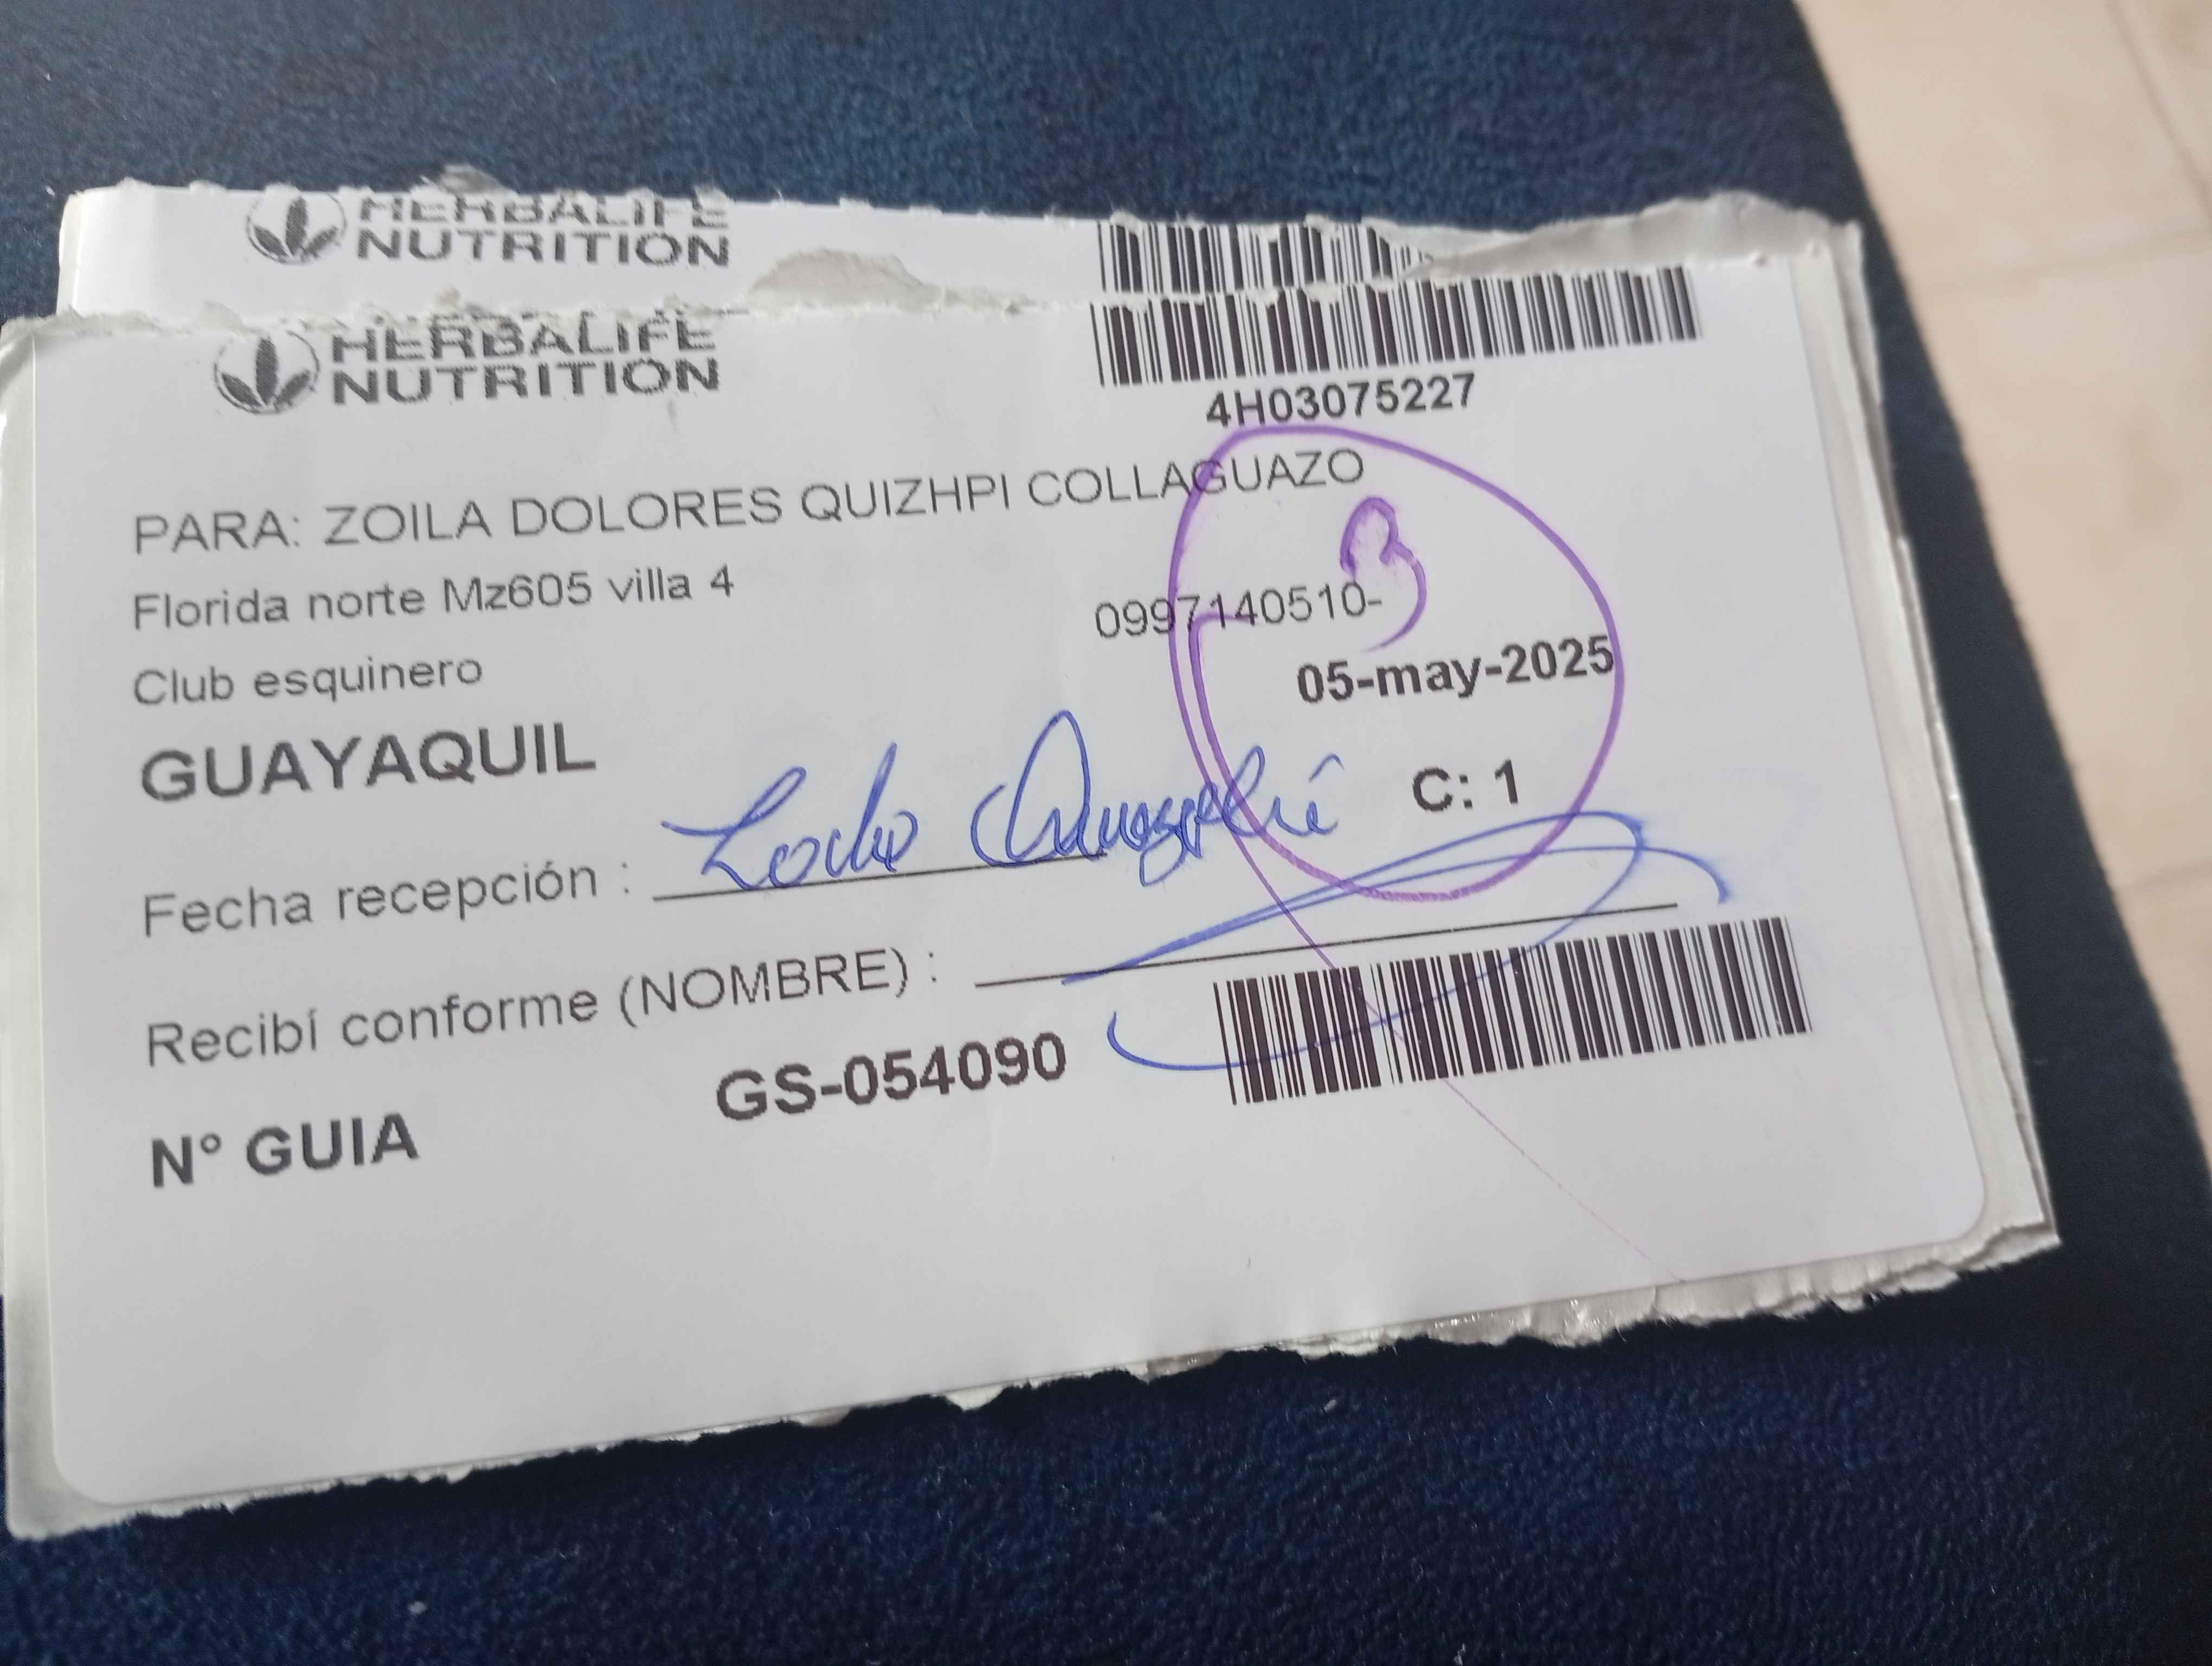 HERBALIFE
NUTRITION
HERBALIFE
NUTRITION
4H03075227
PARA: ZOILA DOLORES QUIZHPI COLLAGUAZO
Florida norte Mz605 villa 4
0997140510-
Club esquinero
05-may-2025
GUAYAQUIL
C: 1
Fecha recepción :
Recibí conforme (NOMBRE) :
N° GUIA GS-054090